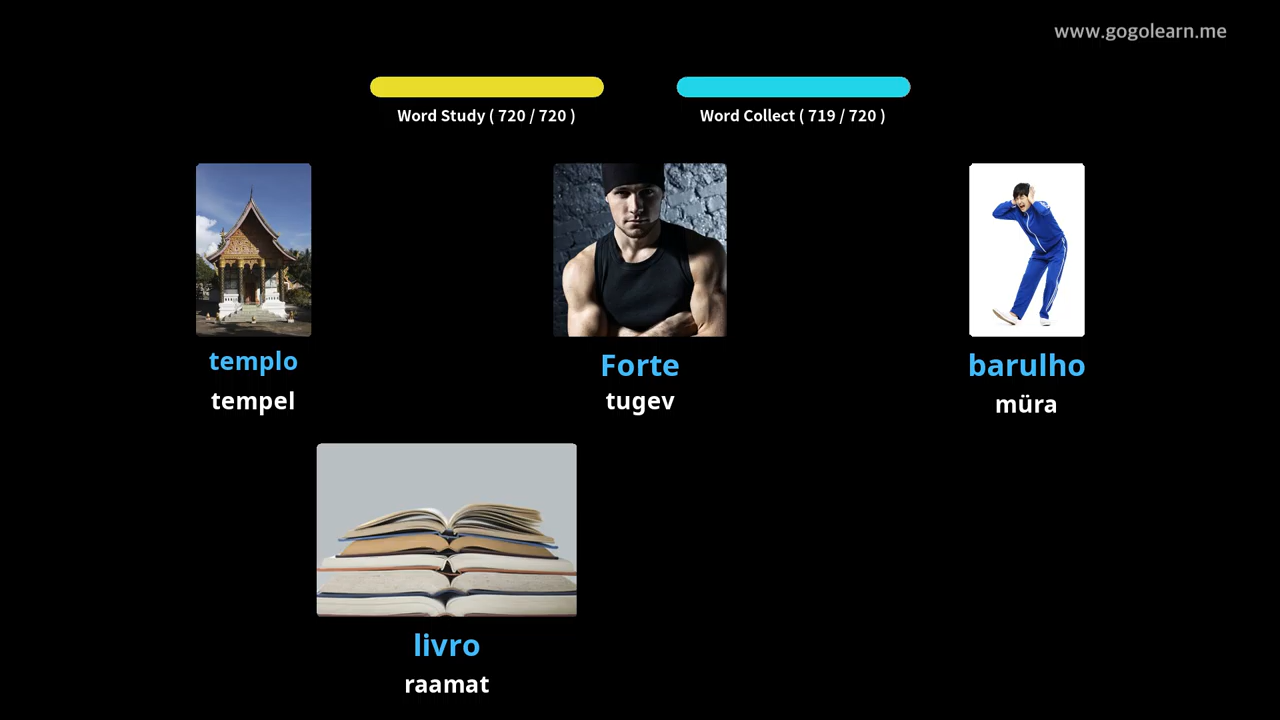 www.gogolearn.me
Word Study ( 720 / 720 )
Word Collect ( 719 / 720 )
templo
tempel
Forte
tugev
barulho
müra
livro
raamat